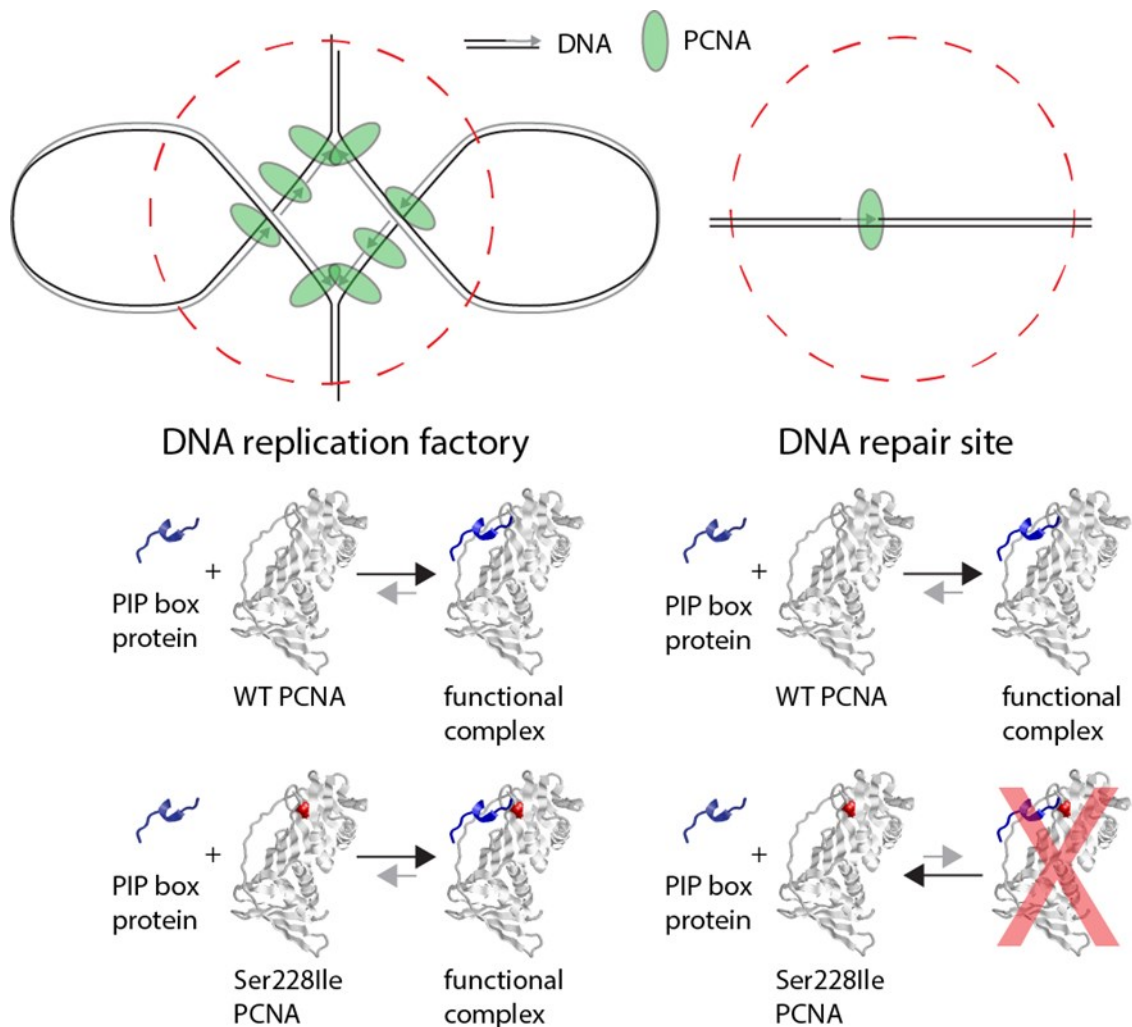 DNA
PCNA
DNA replication factory
DNA repair site
PIP box
protein
+
WT PCNA
functional
complex
PIP box
protein
+
WT PCNA
functional
complex
PIP box
protein
+
Ser228Ile
PCNA
functional
complex
PIP box
protein
+
Ser228Ile
PCNA
X